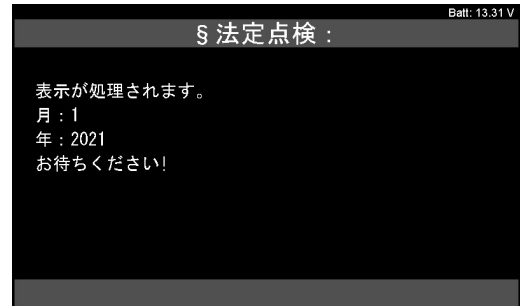 Batt: 13.31 V
§法定点検：
表示が処理されます。
月：1
年：2021
お待ちください!